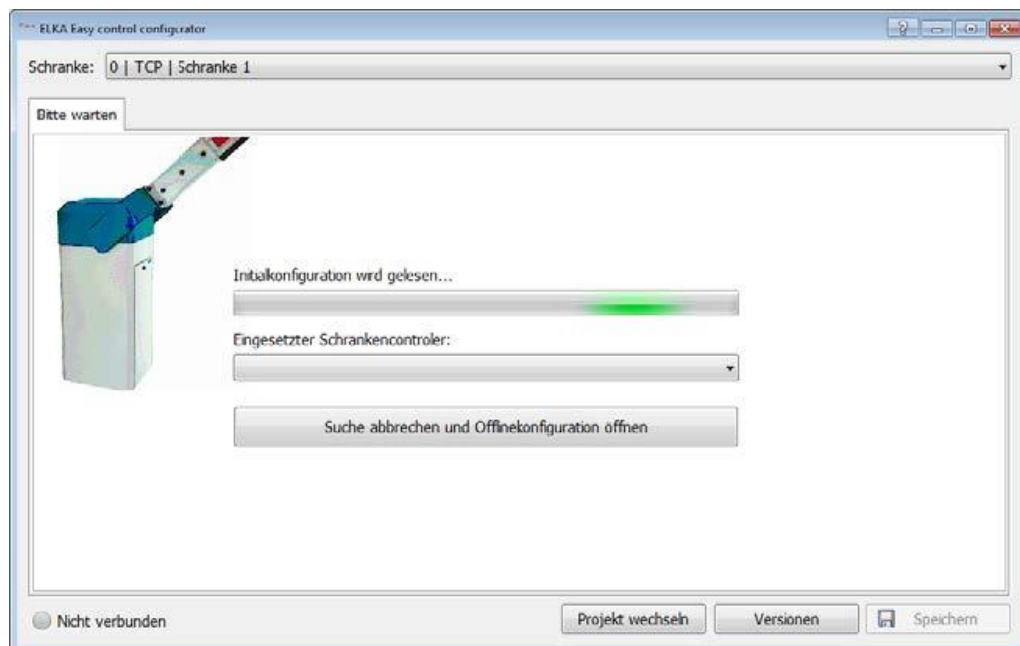 ELKA Easy control configurator
Schranke: 0 | TCP | Schranke 1
Bitte warten
Initialkonfiguration wird gelesen...
Eingesetzter Schrankencontroler:
Suche abbrechen und Offlinekonfiguration öffnen
Nicht verbunden
Projekt wechseln
Versionen
Speichern